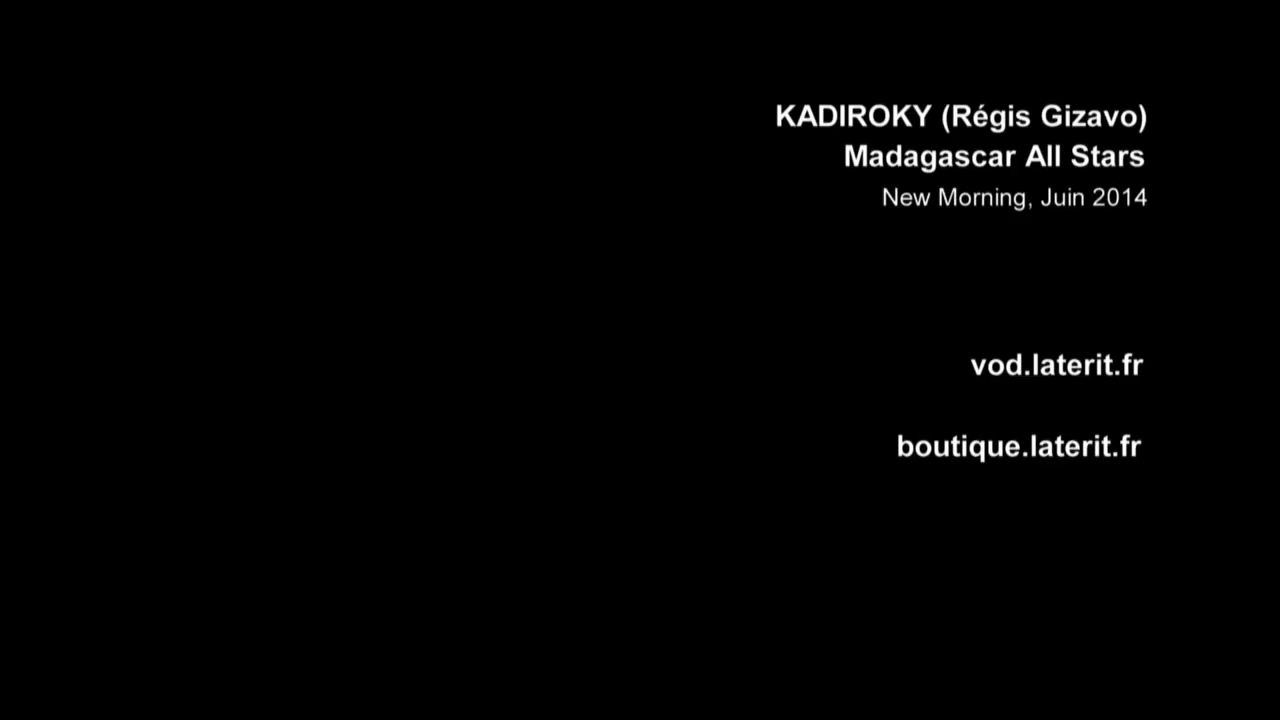 KADIROKY (Régis Gizavo)
Madagascar All Stars
New Morning, Juin 2014
vod.laterit.fr
boutique.laterit.fr